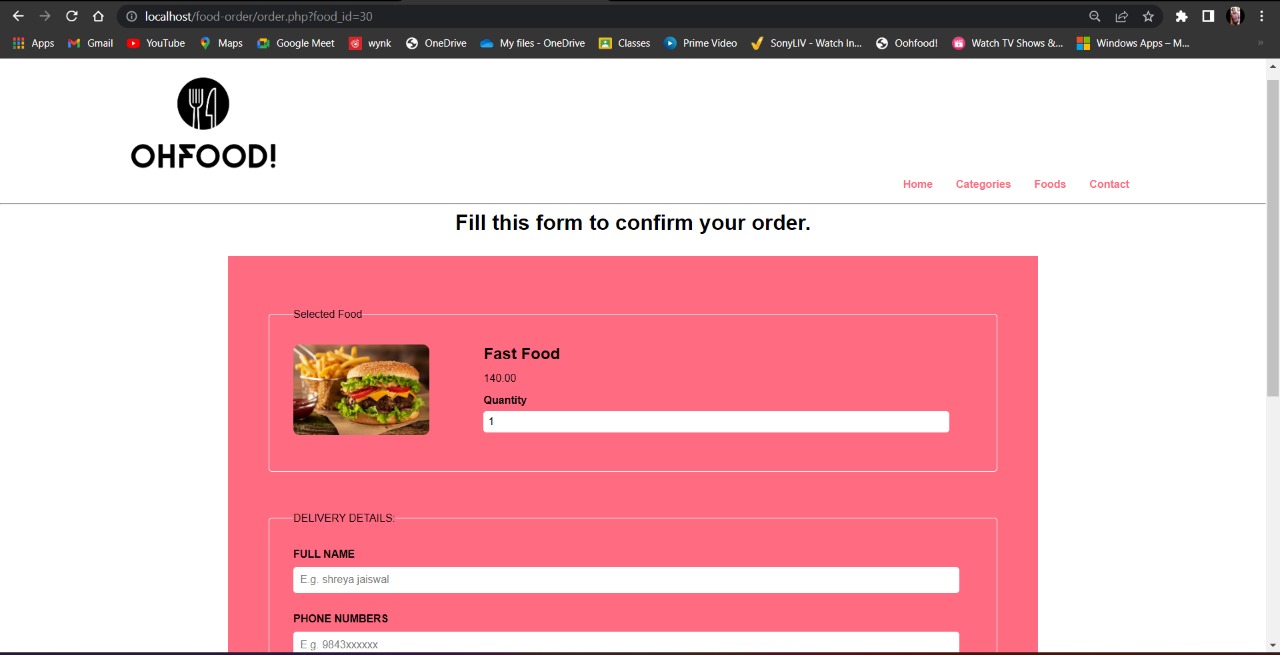 localhost/food-order/order.php?food_id=30
Apps Gmail YouTube Maps Google Meet wynk OneDrive My files - OneDrive Classes Prime Video SonyLIV - Watch In... Oohfood! Watch TV Shows &... Windows Apps – M... »
OHFOOD!
Home Categories Foods Contact
Fill this form to confirm your order.
Selected Food
Fast Food
140.00
Quantity
1
DELIVERY DETAILS:
FULL NAME
E.g. shreya jaiswal
PHONE NUMBERS
E.g. 9843xxxxxx